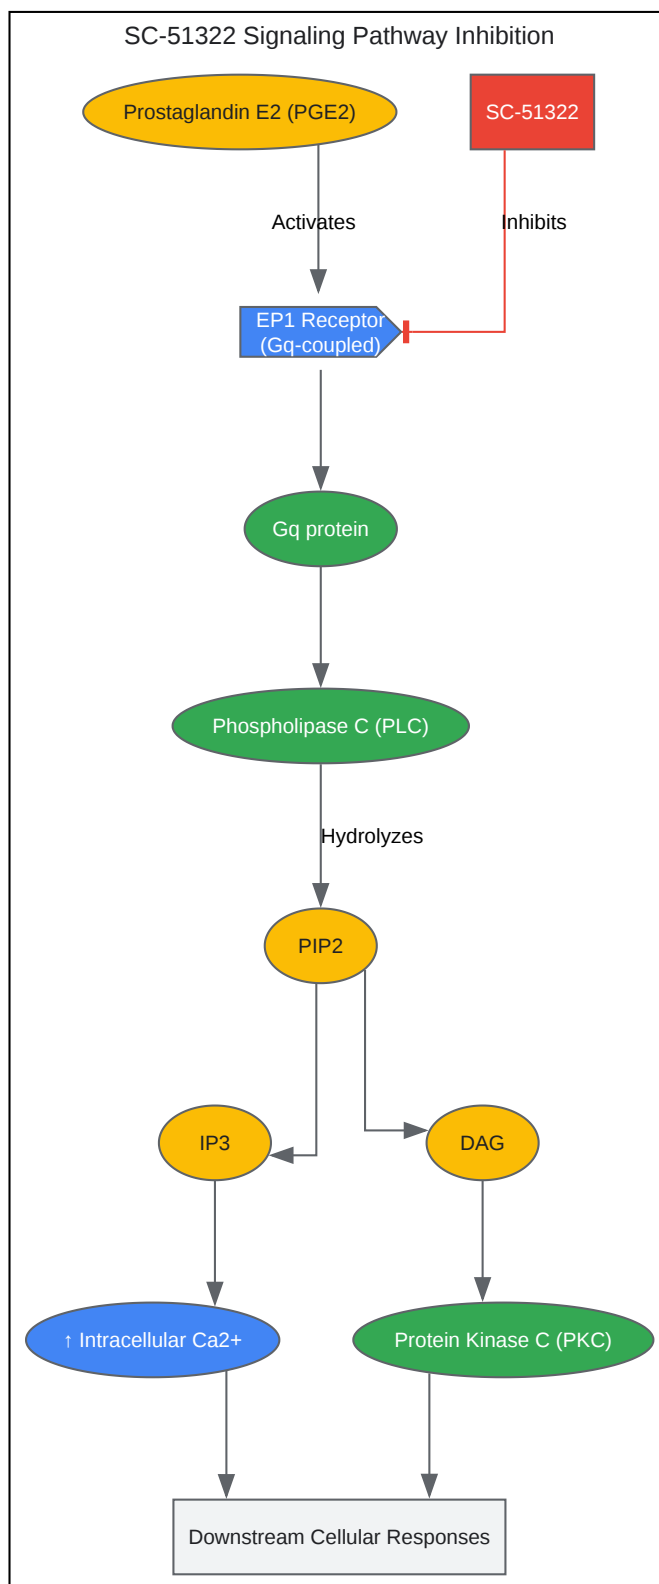 SC-51322 Signaling Pathway Inhibition
Prostaglandin E2 (PGE2)
SC-51322
Activates
Inhibits
EP1 Receptor
(Gq-coupled)
Gq protein
Phospholipase C (PLC)
Hydrolyzes
PIP2
IP3
DAG
↑ Intracellular Ca2+
Protein Kinase C (PKC)
Downstream Cellular Responses